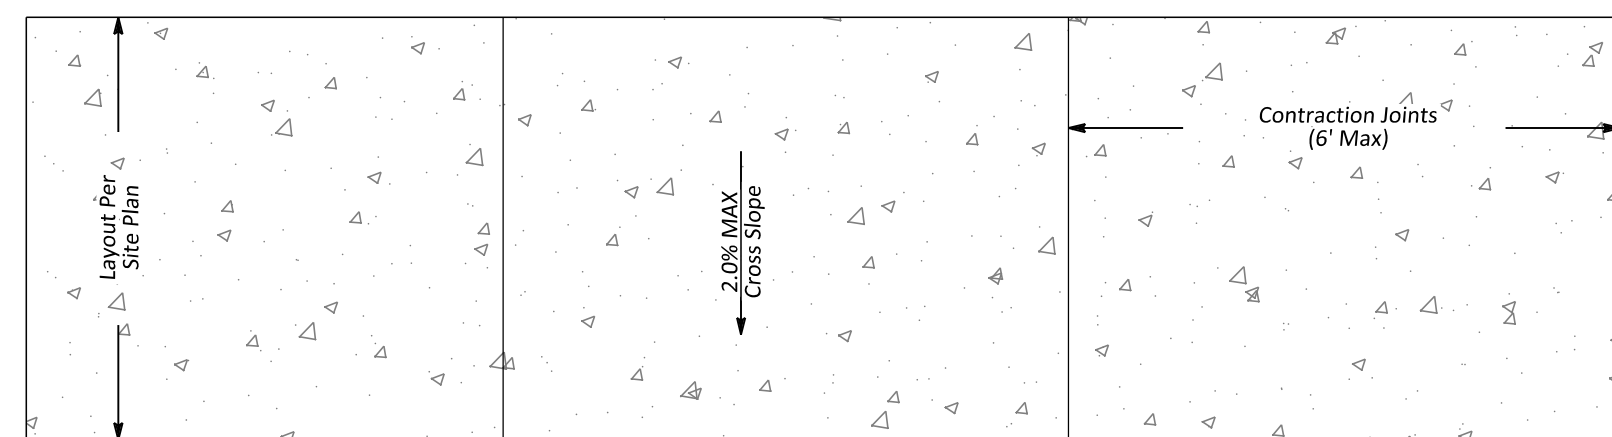 Layout Per
Site Plan
2.0% MAX
Cross Slope
Contraction Joints
(6' Max)